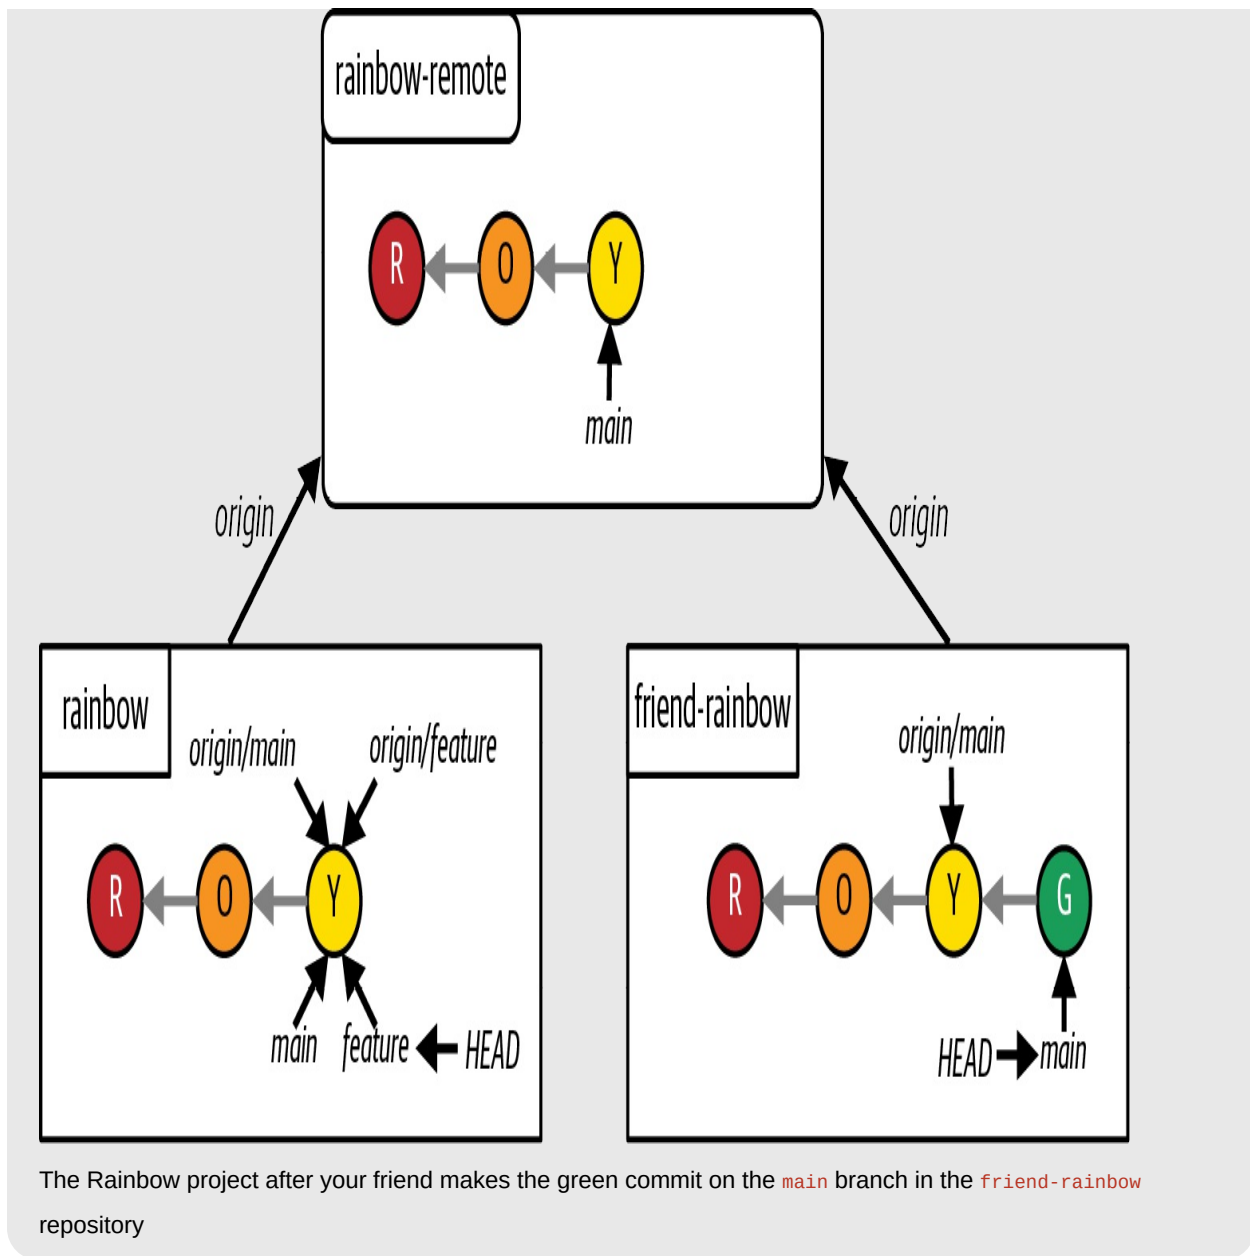 rainbow-remote
R
O
Y
main
origin
origin
rainbow
origin/main
origin/feature
R
O
Y
main
feature
HEAD
friend-rainbow
origin/main
R
O
Y
G
HEAD
main
The Rainbow project after your friend makes the green commit on the main branch in the friend-rainbow
repository